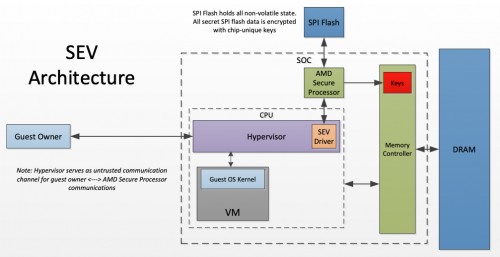 SPI Flash holds all non-volatile state.
All secret SPI flash data is encrypted
with chip-unique keys
SPI Flash
SEV
Architecture
SOC
AMD
Secure
Processor
Keys
CPU
Guest Owner
Hypervisor
SEV
Driver
Memory
Controller
DRAM
Note: Hypervisor serves as untrusted communication
channel for guest owner <---> AMD Secure Processor
communications
Guest OS Kernel
VM